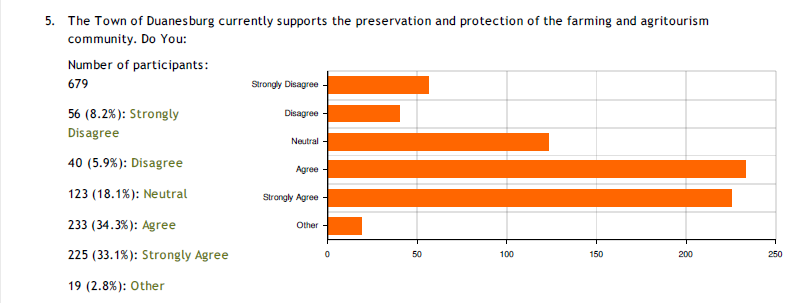 5. The Town of Duanesburg currently supports the preservation and protection of the farming and agritourism
community. Do You:
Number of participants:
679
56 (8.2%): Strongly
Disagree
40 (5.9%): Disagree
123 (18.1%): Neutral
233 (34.3%): Agree
225 (33.1%): Strongly Agree
19 (2.8%): Other
Strongly Disagree
Disagree
Neutral
Agree
Strongly Agree
Other
0 50 100 150 200 250